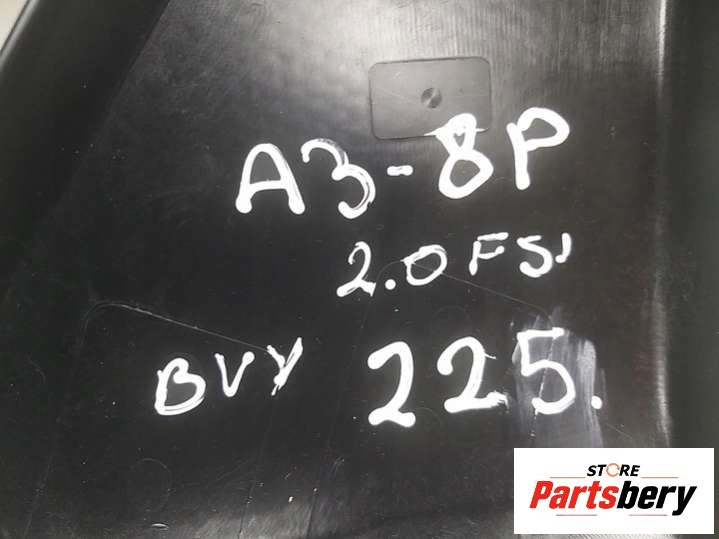 A3-8P
2.0 FSI
BVY 225.
STORE
Partsbery